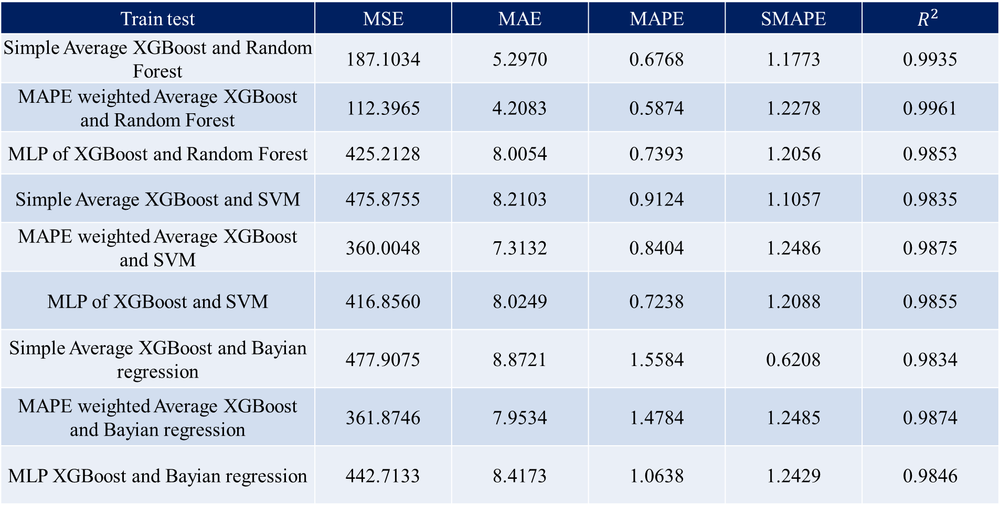 Train test MSE MAE MAPE SMAPE R²
Simple Average XGBoost and Random
Forest
187.1034 5.2970 0.6768 1.1773 0.9935
MAPE weighted Average XGBoost
and Random Forest
112.3965 4.2083 0.5874 1.2278 0.9961
MLP of XGBoost and Random Forest 425.2128 8.0054 0.7393 1.2056 0.9853
Simple Average XGBoost and SVM 475.8755 8.2103 0.9124 1.1057 0.9835
MAPE weighted Average XGBoost
and SVM
360.0048 7.3132 0.8404 1.2486 0.9875
MLP of XGBoost and SVM 416.8560 8.0249 0.7238 1.2088 0.9855
Simple Average XGBoost and Bayian
regression
477.9075 8.8721 1.5584 0.6208 0.9834
MAPE weighted Average XGBoost
and Bayian regression
361.8746 7.9534 1.4784 1.2485 0.9874
MLP XGBoost and Bayian regression 442.7133 8.4173 1.0638 1.2429 0.9846